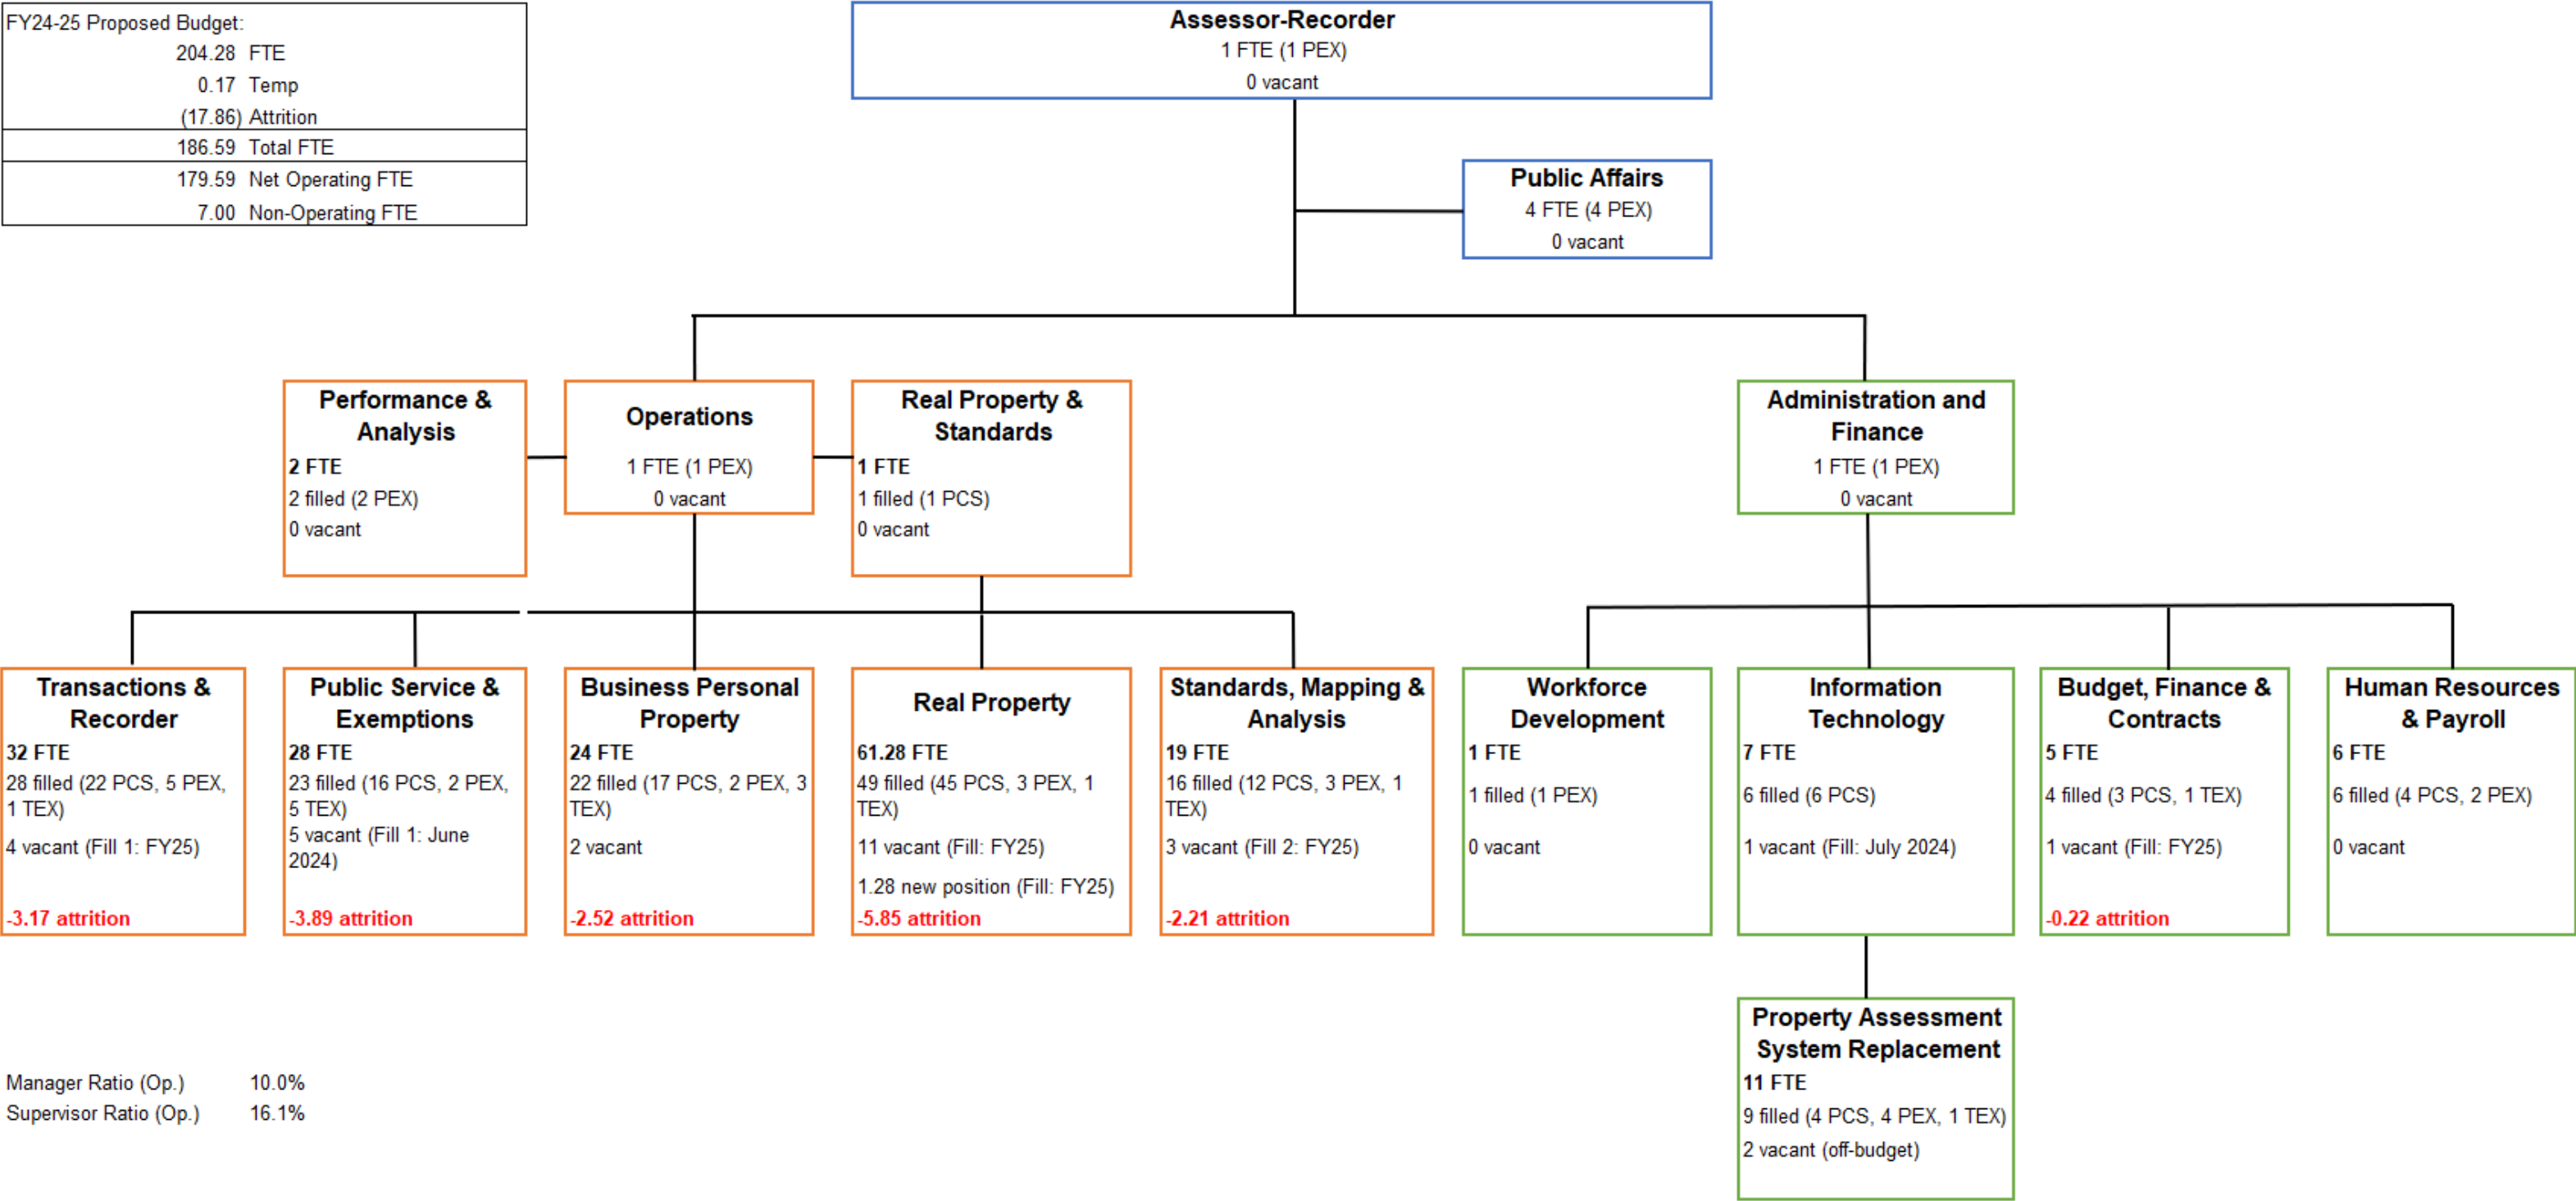 FY24-25 Proposed Budget:
204.28 FTE
0.17 Temp
(17.86) Attrition
186.59 Total FTE
179.59 Net Operating FTE
7.00 Non-Operating FTE
Assessor-Recorder
1 FTE (1 PEX)
0 vacant
Public Affairs
4 FTE (4 PEX)
0 vacant
Performance &
Analysis
2 FTE
2 filled (2 PEX)
0 vacant
Operations
1 FTE (1 PEX)
0 vacant
Real Property &
Standards
1 FTE
1 filled (1 PCS)
0 vacant
Administration and
Finance
1 FTE (1 PEX)
0 vacant
Transactions &
Recorder
32 FTE
28 filled (22 PCS, 5 PEX,
1 TEX)
4 vacant (Fill 1: FY25)
-3.17 attrition
Public Service &
Exemptions
28 FTE
23 filled (16 PCS, 2 PEX,
5 TEX)
5 vacant (Fill 1: June
2024)
-3.89 attrition
Business Personal
Property
24 FTE
22 filled (17 PCS, 2 PEX, 3
TEX)
2 vacant
-2.52 attrition
Real Property
61.28 FTE
49 filled (45 PCS, 3 PEX, 1
TEX)
11 vacant (Fill: FY25)
1.28 new position (Fill: FY25)
-5.85 attrition
Standards, Mapping &
Analysis
19 FTE
16 filled (12 PCS, 3 PEX, 1
TEX)
3 vacant (Fill 2: FY25)
-2.21 attrition
Workforce
Development
1 FTE
1 filled (1 PEX)
0 vacant
Information
Technology
7 FTE
6 filled (6 PCS)
1 vacant (Fill: July 2024)
Budget, Finance &
Contracts
5 FTE
4 filled (3 PCS, 1 TEX)
1 vacant (Fill: FY25)
-0.22 attrition
Human Resources
& Payroll
6 FTE
6 filled (4 PCS, 2 PEX)
0 vacant
Property Assessment
System Replacement
11 FTE
9 filled (4 PCS, 4 PEX, 1 TEX)
2 vacant (off-budget)
Manager Ratio (Op.) 10.0%
Supervisor Ratio (Op.) 16.1%